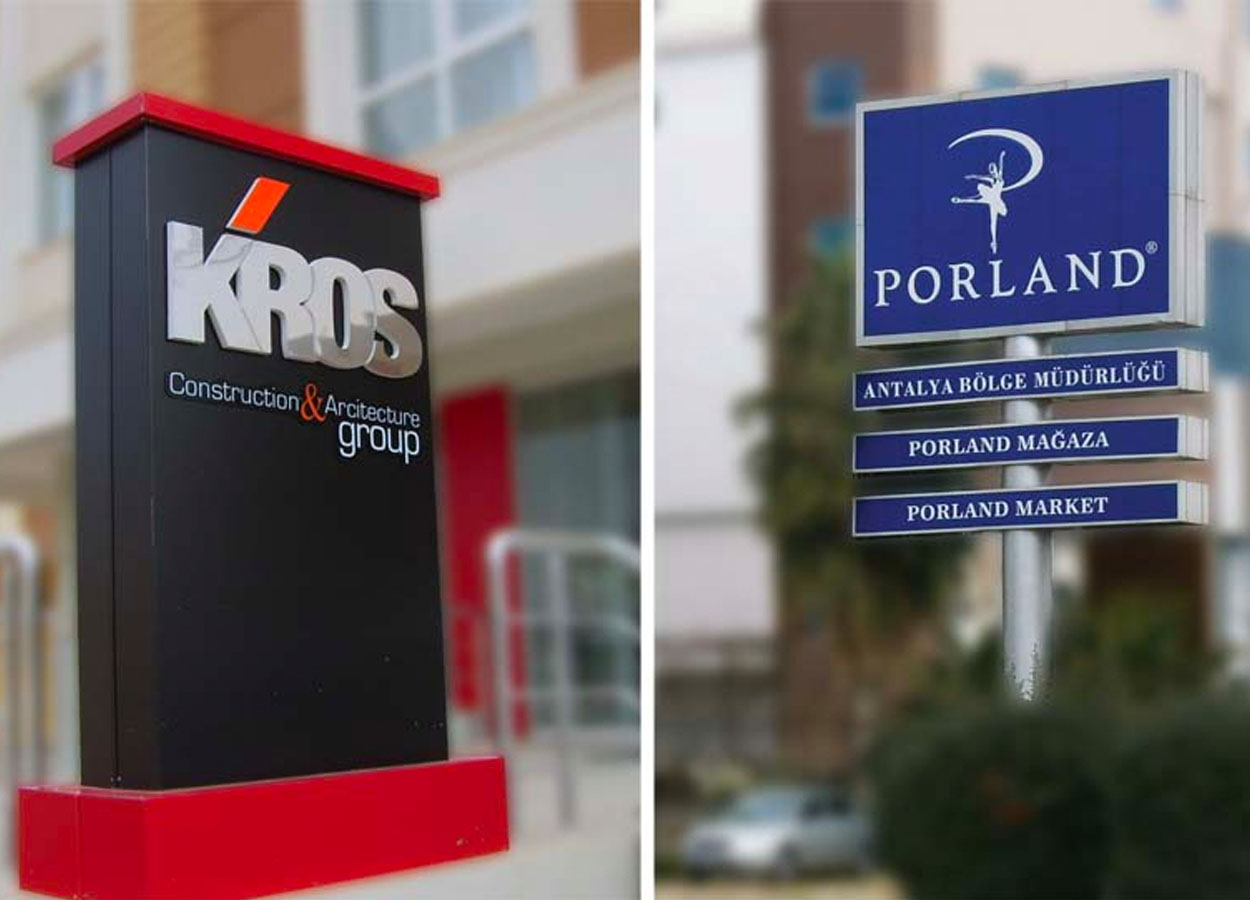 KROS
Construction & Arcitecture
group
PORLAND®
ANTALYA BÖLGE MÜDÜRLÜĞÜ
PORLAND MAĞAZA
PORLAND MARKET